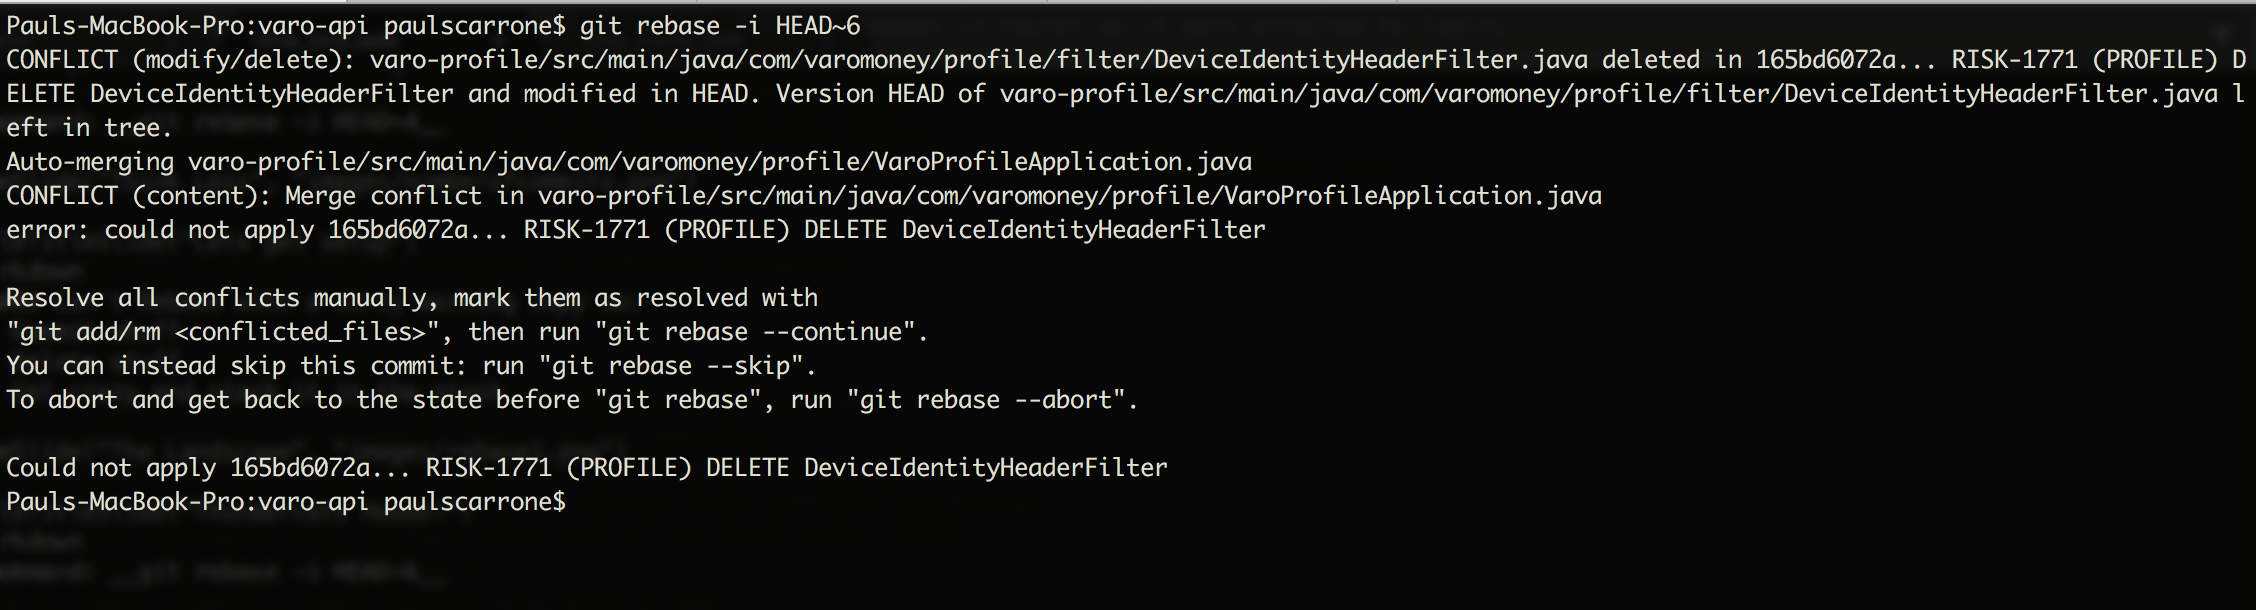 Pauls-MacBook-Pro:varo-api paulscarrone$ git rebase -i HEAD~6
CONFLICT (modify/delete): varo-profile/src/main/java/com/varomoney/profile/filter/DeviceIdentityHeaderFilter.java deleted in 165bd6072a... RISK-1771 (PROFILE) D
ELETE DeviceIdentityHeaderFilter and modified in HEAD. Version HEAD of varo-profile/src/main/java/com/varomoney/profile/filter/DeviceIdentityHeaderFilter.java l
eft in tree.
Auto-merging varo-profile/src/main/java/com/varomoney/profile/VaroProfileApplication.java
CONFLICT (content): Merge conflict in varo-profile/src/main/java/com/varomoney/profile/VaroProfileApplication.java
error: could not apply 165bd6072a... RISK-1771 (PROFILE) DELETE DeviceIdentityHeaderFilter
Resolve all conflicts manually, mark them as resolved with
"git add/rm <conflicted_files>", then run "git rebase --continue".
You can instead skip this commit: run "git rebase --skip".
To abort and get back to the state before "git rebase", run "git rebase --abort".
Could not apply 165bd6072a... RISK-1771 (PROFILE) DELETE DeviceIdentityHeaderFilter
Pauls-MacBook-Pro:varo-api paulscarrone$